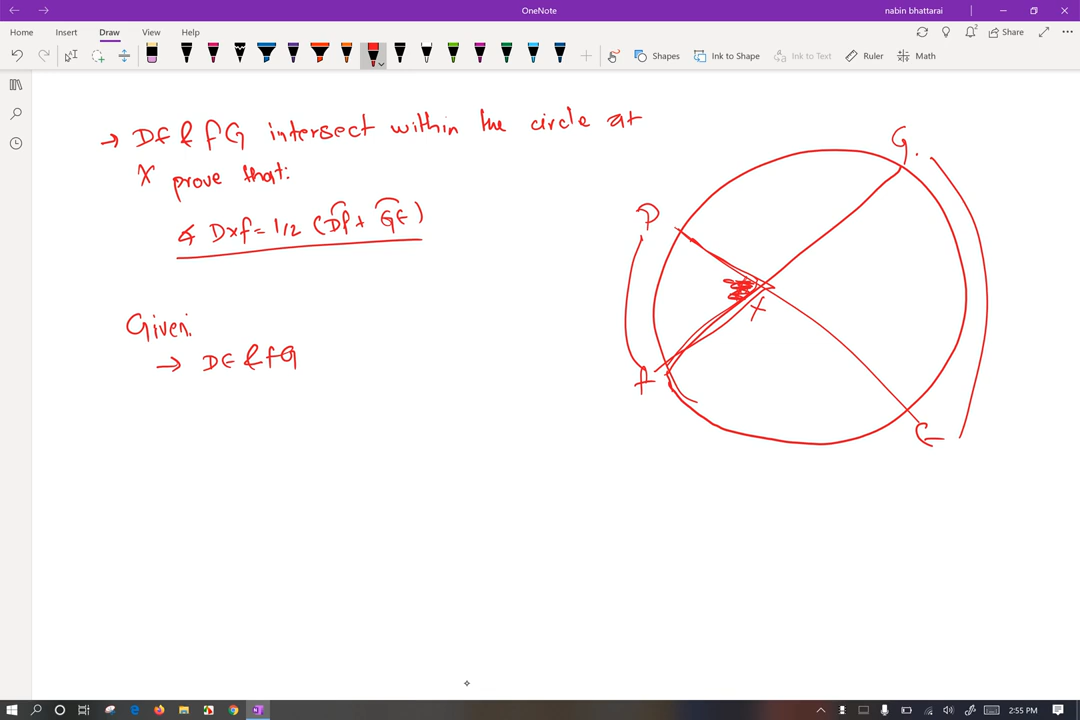 OneNote
nabin bhattarai
Home Insert Draw View Help
Share
Shapes Ink to Shape Ink to Text Ruler Math
→ DE & FG intersect within the circle at
X prove that:
∡ DXF = 1/2 (DF + GE)
Given:
→ DE & FG
G.
D
X
F
E
2:55 PM